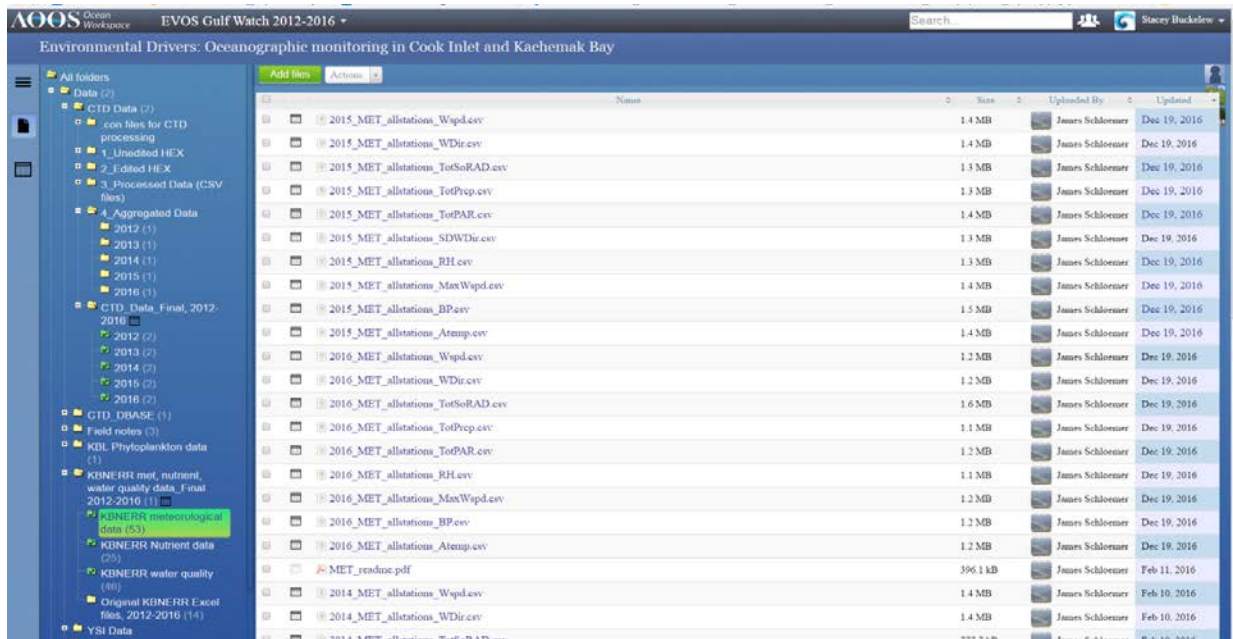 AOOS Ocean Workspace EVOS Gulf Watch 2012-2016 Search... Stacey Buckelew
Environmental Drivers: Oceanographic monitoring in Cook Inlet and Kachemak Bay
All folders
Data (2)
CTD Data (7)
.con files for CTD
processing
1_Unedited HEX
2_Edited HEX
3_Processed Data (CSV
files)
4_Aggregated Data
2012 (1)
2013 (1)
2014 (1)
2015 (1)
2016 (1)
CTD_Data_Final, 2012-
2016
2012 (2)
2013 (2)
2014 (2)
2015 (2)
2016 (2)
CTD_DBASE (1)
Field notes (3)
KBL Phytoplankton data
(1)
KBNERR met, nutrient,
water quality data_Final
2012-2016 (1)
KBNERR meteorological
data (53)
KBNERR Nutrient data
(25)
KBNERR water quality
(46)
Original KBNERR Excel
files, 2012-2016 (14)
YSI Data
Add files Actions
Name Size Uploaded By Updated
2015_MET_allstations_Wspd.csv 1.4 MB James Schloemer Dec 19, 2016
2015_MET_allstations_WDir.csv 1.4 MB James Schloemer Dec 19, 2016
2015_MET_allstations_TotSoRAD.csv 1.3 MB James Schloemer Dec 19, 2016
2015_MET_allstations_TotPrcp.csv 1.3 MB James Schloemer Dec 19, 2016
2015_MET_allstations_TotPAR.csv 1.4 MB James Schloemer Dec 19, 2016
2015_MET_allstations_SDWDir.csv 1.3 MB James Schloemer Dec 19, 2016
2015_MET_allstations_RH.csv 1.3 MB James Schloemer Dec 19, 2016
2015_MET_allstations_MaxWspd.csv 1.4 MB James Schloemer Dec 19, 2016
2015_MET_allstations_BP.csv 1.5 MB James Schloemer Dec 19, 2016
2015_MET_allstations_Atemp.csv 1.4 MB James Schloemer Dec 19, 2016
2016_MET_allstations_Wspd.csv 1.2 MB James Schloemer Dec 19, 2016
2016_MET_allstations_WDir.csv 1.2 MB James Schloemer Dec 19, 2016
2016_MET_allstations_TotSoRAD.csv 1.6 MB James Schloemer Dec 19, 2016
2016_MET_allstations_TotPrcp.csv 1.1 MB James Schloemer Dec 19, 2016
2016_MET_allstations_TotPAR.csv 1.2 MB James Schloemer Dec 19, 2016
2016_MET_allstations_RH.csv 1.1 MB James Schloemer Dec 19, 2016
2016_MET_allstations_MaxWspd.csv 1.2 MB James Schloemer Dec 19, 2016
2016_MET_allstations_BP.csv 1.2 MB James Schloemer Dec 19, 2016
2016_MET_allstations_Atemp.csv 1.2 MB James Schloemer Dec 19, 2016
MET_readme.pdf 396.1 kB James Schloemer Feb 11, 2016
2014_MET_allstations_Wspd.csv 1.4 MB James Schloemer Feb 10, 2016
2014_MET_allstations_WDir.csv 1.4 MB James Schloemer Feb 10, 2016